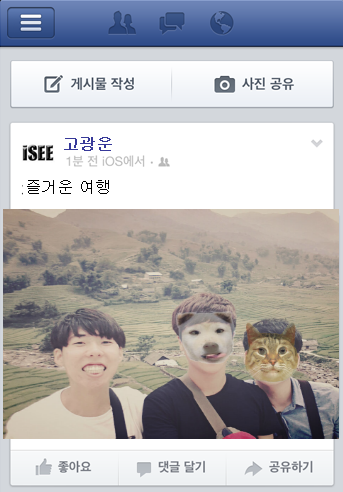 게시물 작성
사진 공유
iSEE
고광운
1분 전 iOS에서 ·
:즐거운 여행
좋아요
댓글 달기
공유하기